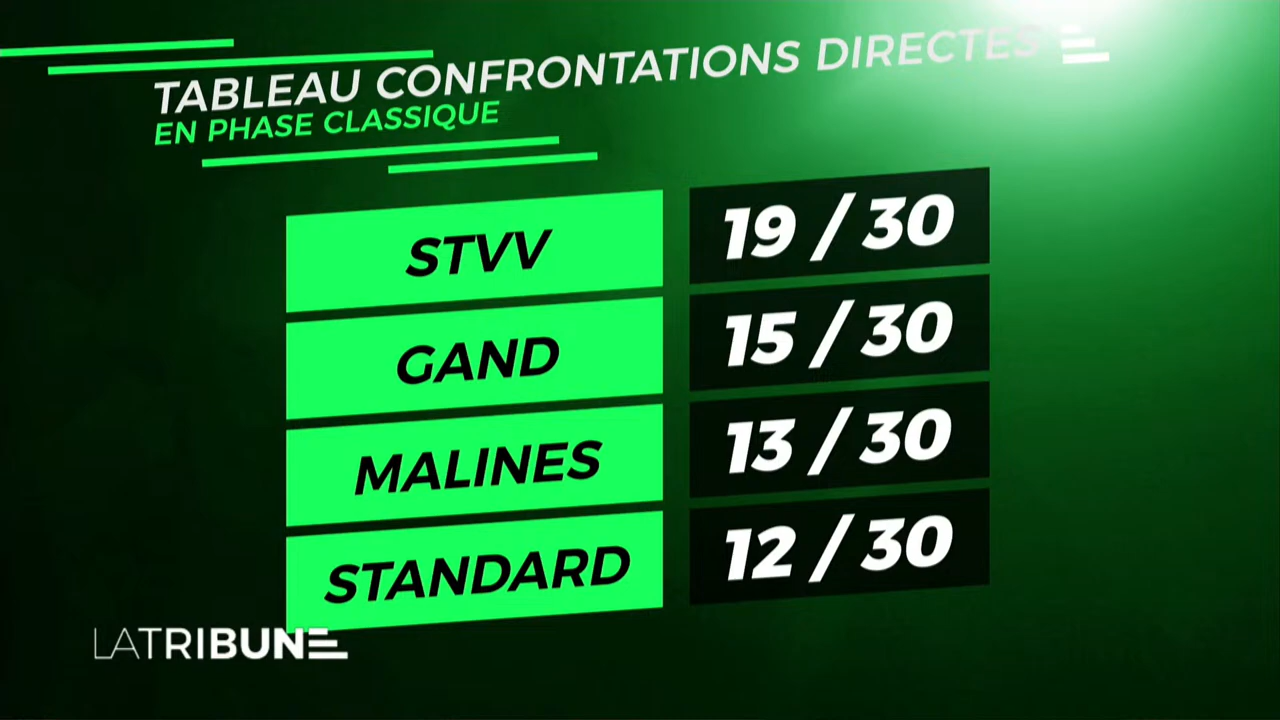 TABLEAU CONFRONTATIONS DIRECTES
EN PHASE CLASSIQUE
STVV 19 / 30
GAND 15 / 30
MALINES 13 / 30
STANDARD 12 / 30
LATRIBUNE